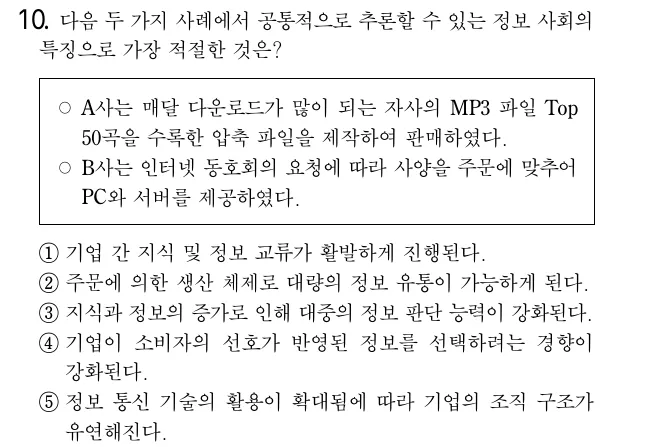 10. 다음 두 가지 사례에서 공통적으로 추론할 수 있는 정보 사회의
특징으로 가장 적절한 것은?
○ A사는 매달 다운로드가 많이 되는 자사의 MP3 파일 Top
50곡을 수록한 압축 파일을 제작하여 판매하였다.
○ B사는 인터넷 동호회의 요청에 따라 사양을 주문에 맞추어
PC와 서버를 제공하였다.
① 기업 간 지식 및 정보 교류가 활발하게 진행된다.
② 주문에 의한 생산 체제로 대량의 정보 유통이 가능하게 된다.
③ 지식과 정보의 증가로 인해 대중의 정보 판단 능력이 강화된다.
④ 기업이 소비자의 선호가 반영된 정보를 선택하려는 경향이
강화된다.
⑤ 정보 통신 기술의 활용이 확대됨에 따라 기업의 조직 구조가
유연해진다.